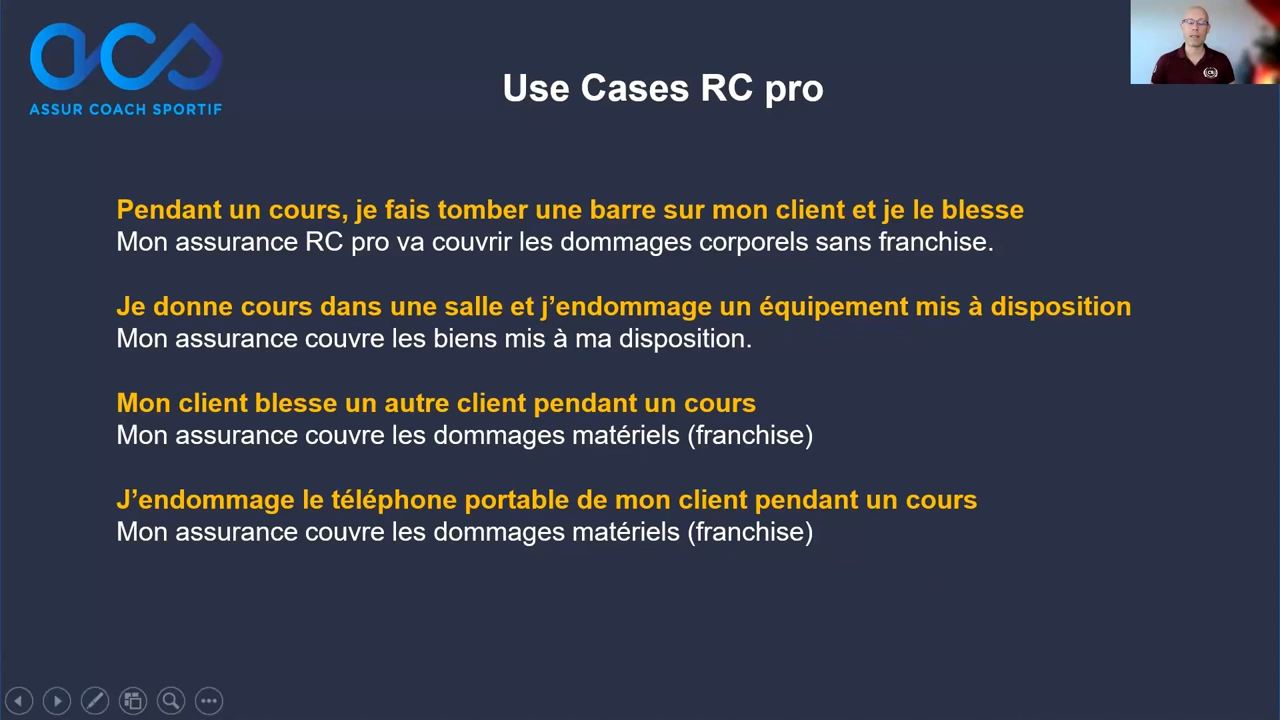 acs
ASSUR COACH SPORTIF
Use Cases RC pro
Pendant un cours, je fais tomber une barre sur mon client et je le blesse
Mon assurance RC pro va couvrir les dommages corporels sans franchise.
Je donne cours dans une salle et j’endommage un équipement mis à disposition
Mon assurance couvre les biens mis à ma disposition.
Mon client blesse un autre client pendant un cours
Mon assurance couvre les dommages matériels (franchise)
J’endommage le téléphone portable de mon client pendant un cours
Mon assurance couvre les dommages matériels (franchise)